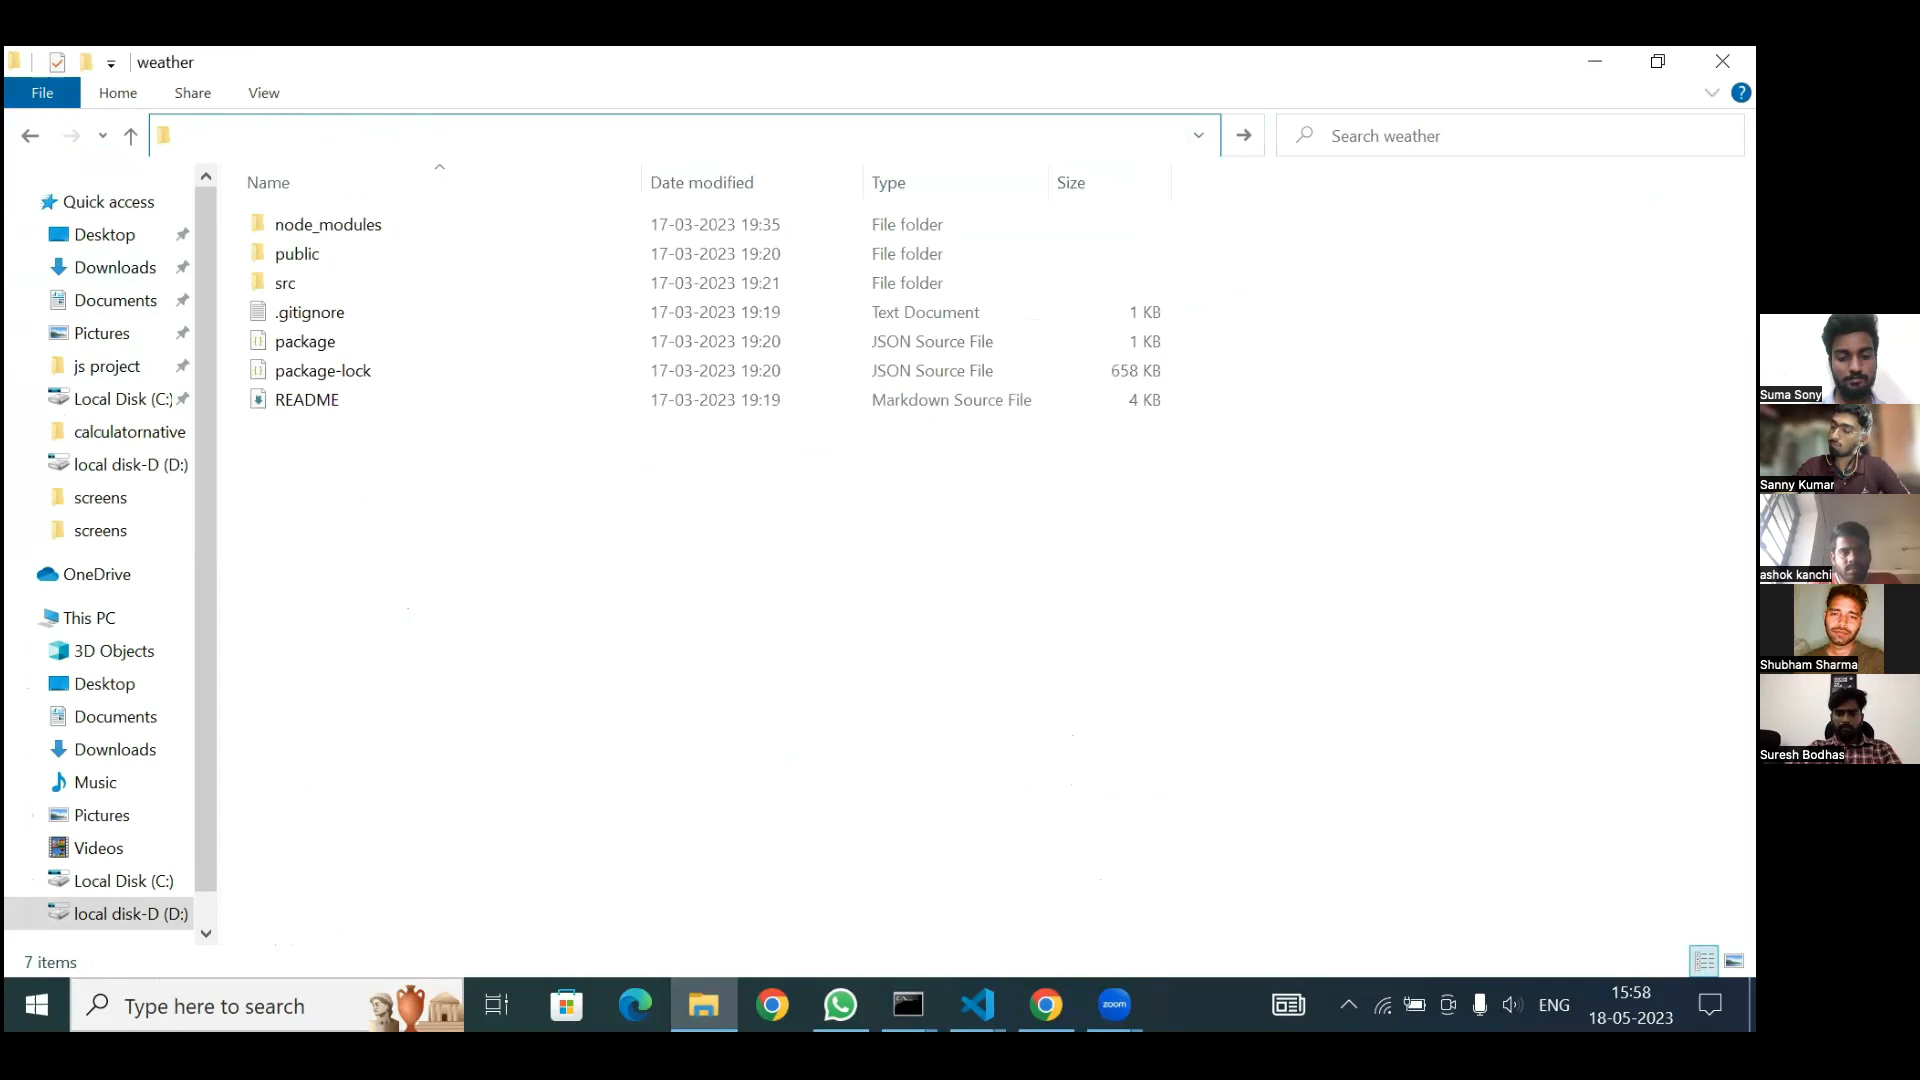 weather
File Home Share View
Search weather
Name Date modified Type Size
node_modules 17-03-2023 19:35 File folder
public 17-03-2023 19:20 File folder
src 17-03-2023 19:21 File folder
.gitignore 17-03-2023 19:19 Text Document 1 KB
package 17-03-2023 19:20 JSON Source File 1 KB
package-lock 17-03-2023 19:20 JSON Source File 658 KB
README 17-03-2023 19:19 Markdown Source File 4 KB
Quick access
Desktop
Downloads
Documents
Pictures
js project
Local Disk (C:)
calculatornative
local disk-D (D:)
screens
screens
OneDrive
This PC
3D Objects
Desktop
Documents
Downloads
Music
Pictures
Videos
Local Disk (C:)
local disk-D (D:)
7 items
Suma Sony
Sanny Kumar
ashok kanchi
Shubham Sharma
Suresh Bodhas
Type here to search
zoom
ENG
15:58
18-05-2023